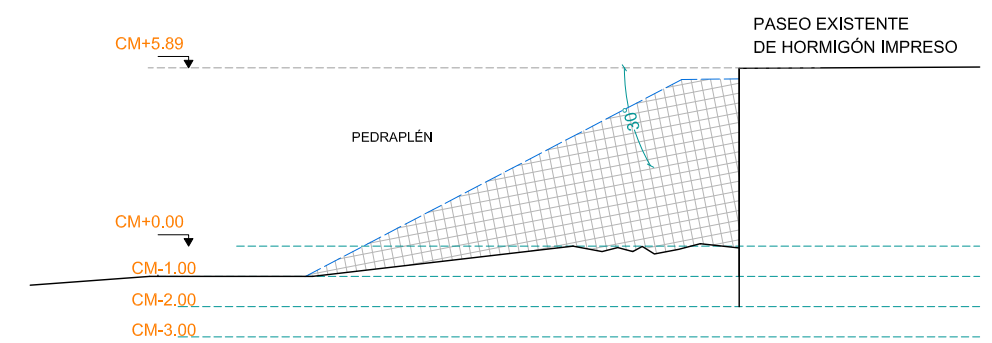 PASEO EXISTENTE
DE HORMIGÓN IMPRESO
CM+5.89
30°
PEDRAPLÉN
CM+0.00
CM-1.00
CM-2.00
CM-3.00